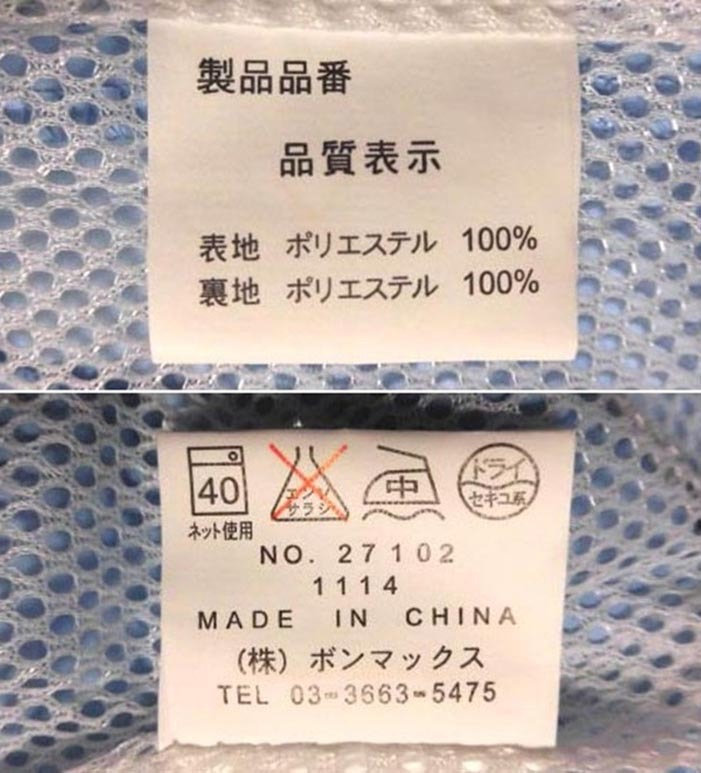 製品品番
品質表示
表地 ポリエステル 100%
裏地 ポリエステル 100%
40 エンソ サラシ 中 ドライ セキユ系
ネット使用
NO. 27102
1114
MADE IN CHINA
(株) ボンマックス
TEL 03-3663-5475